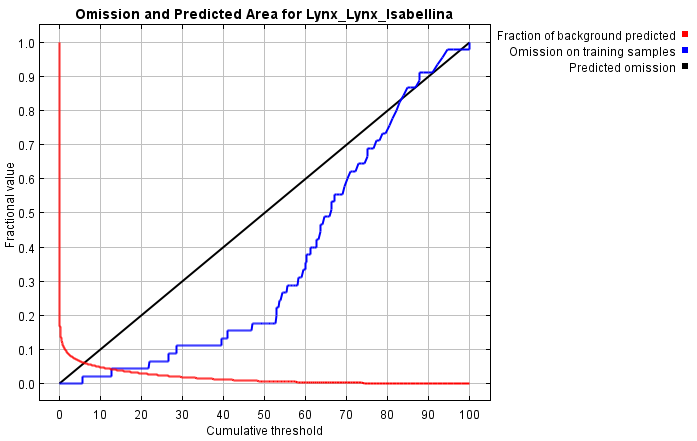 Omission and Predicted Area for Lynx_Lynx_Isabellina
Fraction of background predicted
Omission on training samples
Predicted omission
Fractional value
1.0
0.9
0.8
0.7
0.6
0.5
0.4
0.3
0.2
0.1
0.0
0 10 20 30 40 50 60 70 80 90 100
Cumulative threshold